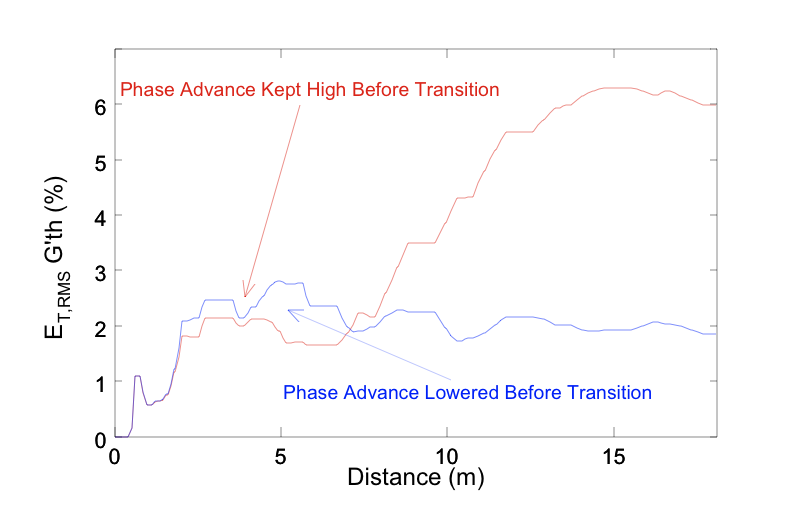 Phase Advance Kept High Before Transition
6
5
4
3
2
1
0
E_T,RMS G'th (%)
Phase Advance Lowered Before Transition
0
5
10
15
Distance (m)